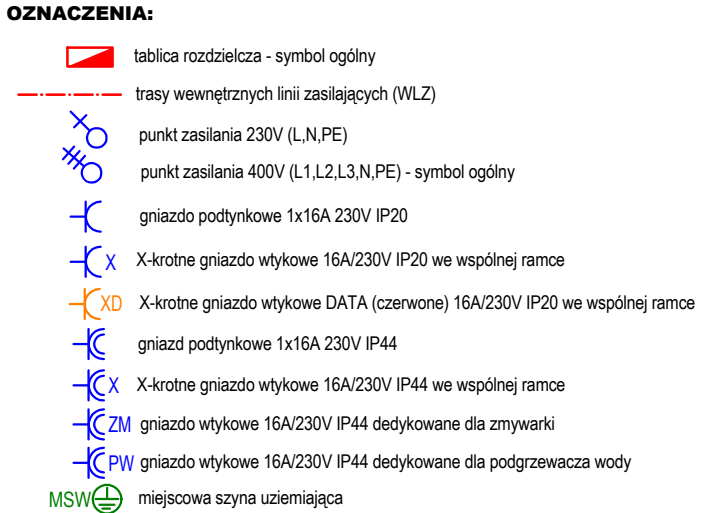 OZNACZENIA:
tablica rozdzielcza - symbol ogólny
trasy wewnętrznych linii zasilających (WLZ)
punkt zasilania 230V (L,N,PE)
punkt zasilania 400V (L1,L2,L3,N,PE) - symbol ogólny
gniazdo podtynkowe 1x16A 230V IP20
X X-krotne gniazdo wtykowe 16A/230V IP20 we wspólnej ramce
XD X-krotne gniazdo wtykowe DATA (czerwone) 16A/230V IP20 we wspólnej ramce
gniazd podtynkowe 1x16A 230V IP44
X X-krotne gniazdo wtykowe 16A/230V IP44 we wspólnej ramce
ZM gniazdo wtykowe 16A/230V IP44 dedykowane dla zmywarki
PW gniazdo wtykowe 16A/230V IP44 dedykowane dla podgrzewacza wody
MSW miejscowa szyna uziemiająca